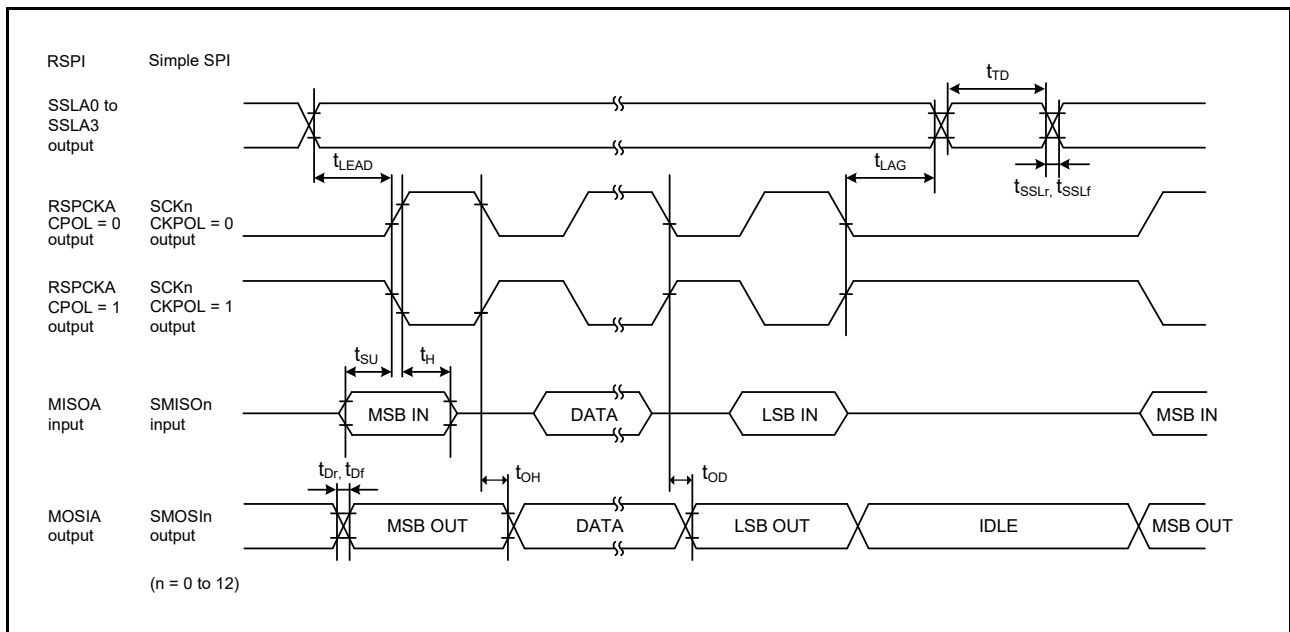 RSPI Simple SPI
SSLA0 to
SSLA3
output
tTD
tLEAD
tLAG
tSSLr, tSSLf
RSPCKA SCKn
CPOL = 0 CKPOL = 0
output output
RSPCKA SCKn
CPOL = 1 CKPOL = 1
output output
tSU tH
MISOA SMISOn
input input
MSB IN DATA LSB IN MSB IN
tDr, tDf
tOH
tOD
MOSIA SMOSIn
output output
MSB OUT DATA LSB OUT IDLE MSB OUT
(n = 0 to 12)